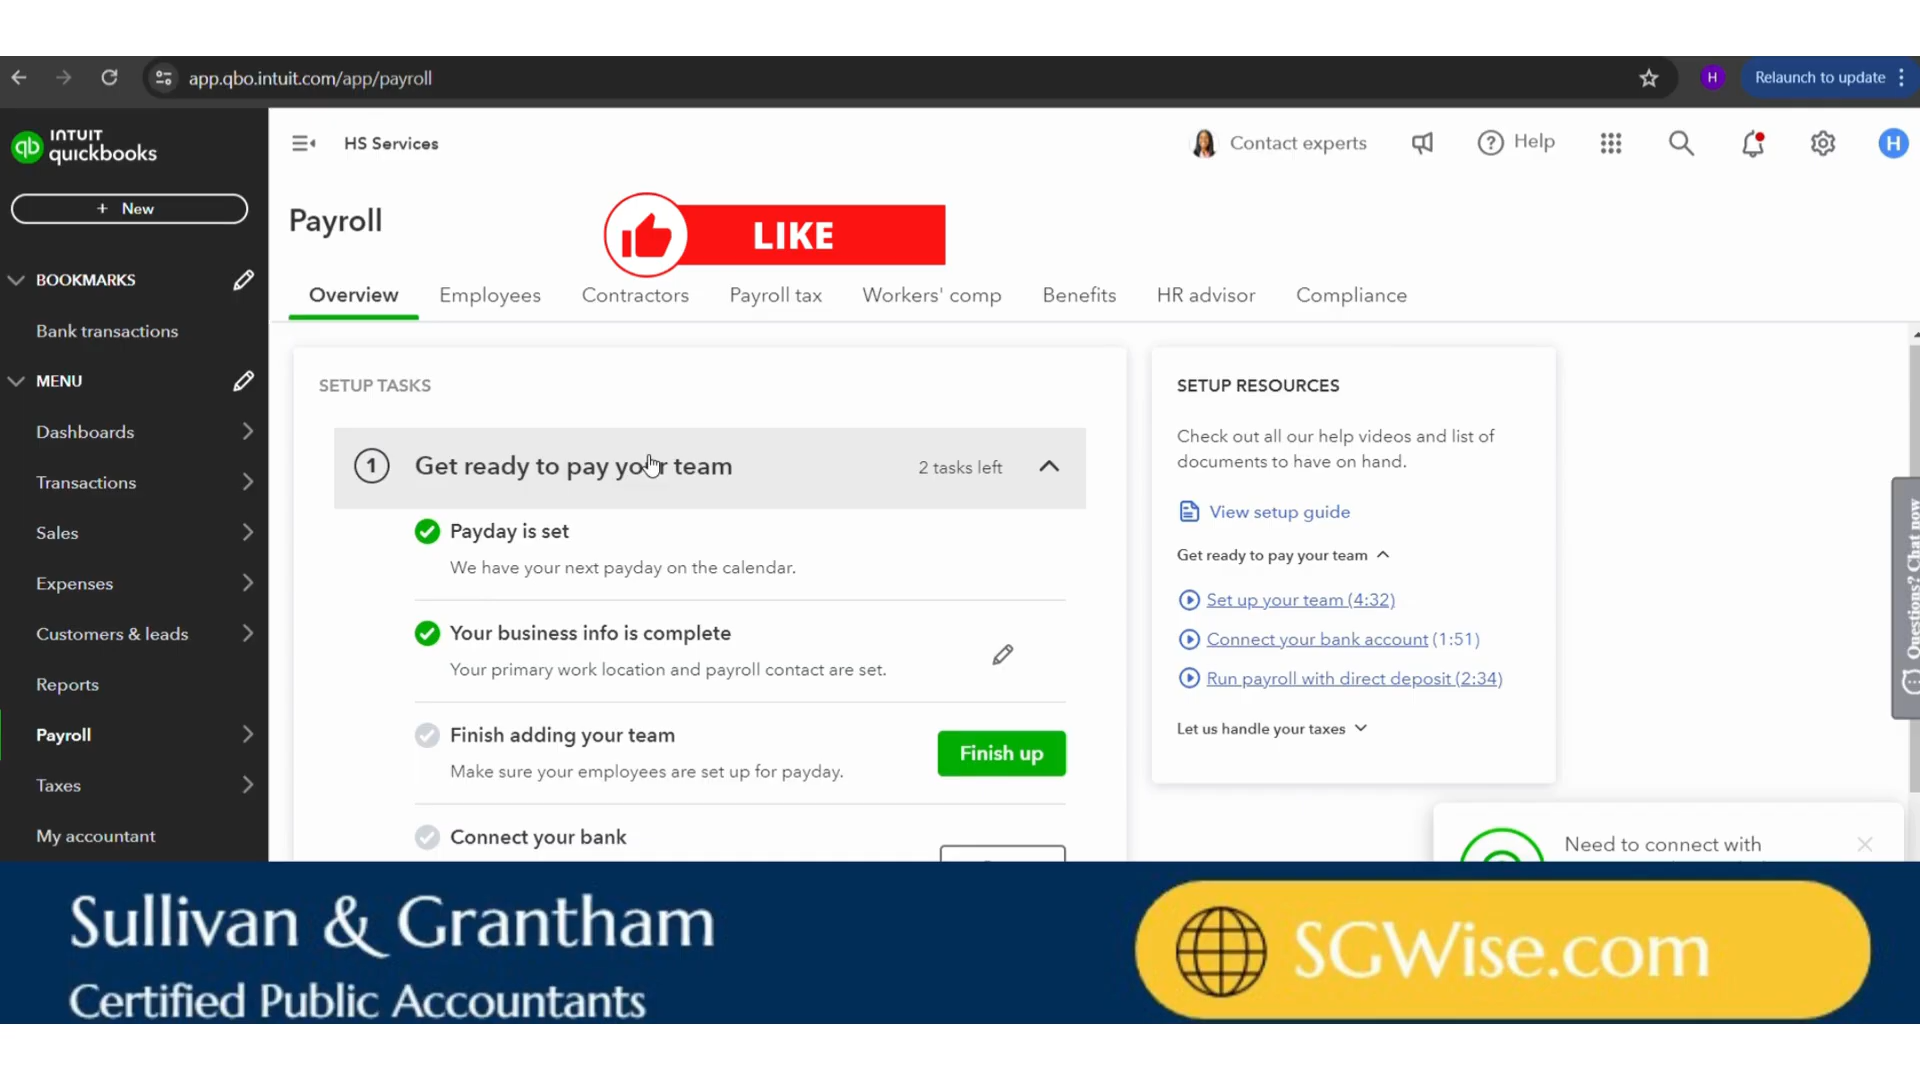 app.qbo.intuit.com/app/payroll
H
Relaunch to update
qb
INTUIT
quickbooks
HS Services
Contact experts
Help
H
+ New
Payroll
LIKE
BOOKMARKS
Bank transactions
MENU
Dashboards
Transactions
Sales
Expenses
Customers & leads
Reports
Payroll
Taxes
My accountant
Overview
Employees
Contractors
Payroll tax
Workers' comp
Benefits
HR advisor
Compliance
SETUP TASKS
1
Get ready to pay your team
2 tasks left
Payday is set
We have your next payday on the calendar.
Your business info is complete
Your primary work location and payroll contact are set.
Finish adding your team
Make sure your employees are set up for payday.
Finish up
Connect your bank
SETUP RESOURCES
Check out all our help videos and list of
documents to have on hand.
View setup guide
Get ready to pay your team
Set up your team (4:32)
Connect your bank account (1:51)
Run payroll with direct deposit (2:34)
Let us handle your taxes
Questions? Chat now
Need to connect with
Sullivan & Grantham
Certified Public Accountants
SGWise.com